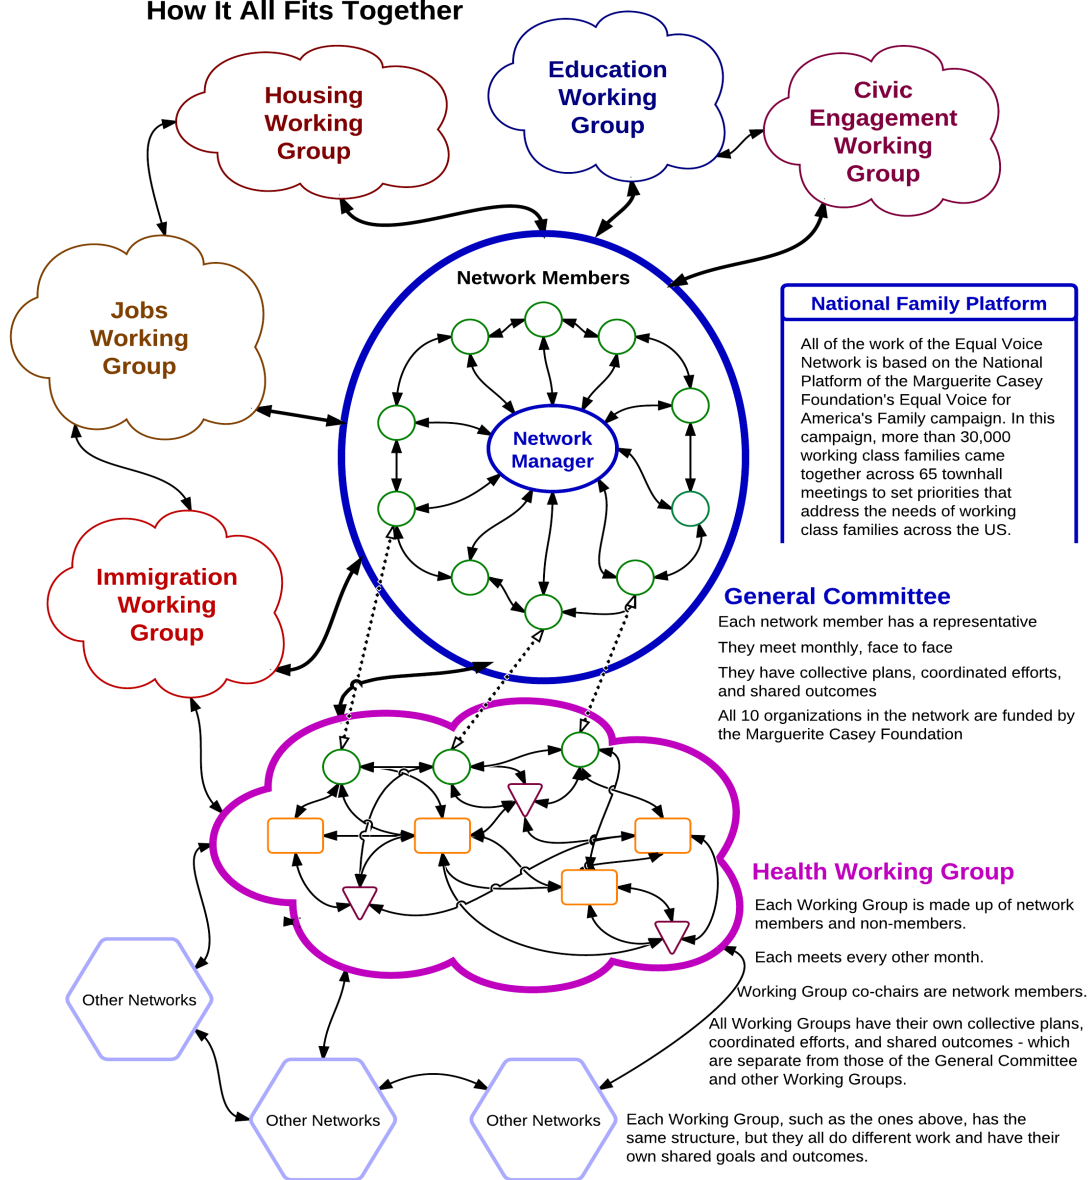 How It All Fits Together
Housing
Working
Group
Education
Working
Group
Civic
Engagement
Working
Group
Jobs
Working
Group
Network Members
Network
Manager
National Family Platform
All of the work of the Equal Voice
Network is based on the National
Platform of the Marguerite Casey
Foundation's Equal Voice for
America's Family campaign. In this
campaign, more than 30,000
working class families came
together across 65 townhall
meetings to set priorities that
address the needs of working
class families across the US.
Immigration
Working
Group
General Committee
Each network member has a representative
They meet monthly, face to face
They have collective plans, coordinated efforts,
and shared outcomes
All 10 organizations in the network are funded by
the Marguerite Casey Foundation
Health Working Group
Each Working Group is made up of network
members and non-members.
Each meets every other month.
Working Group co-chairs are network members.
All Working Groups have their own collective plans,
coordinated efforts, and shared outcomes - which
are separate from those of the General Committee
and other Working Groups.
Other Networks
Other Networks
Other Networks
Each Working Group, such as the ones above, has the
same structure, but they all do different work and have their
own shared goals and outcomes.